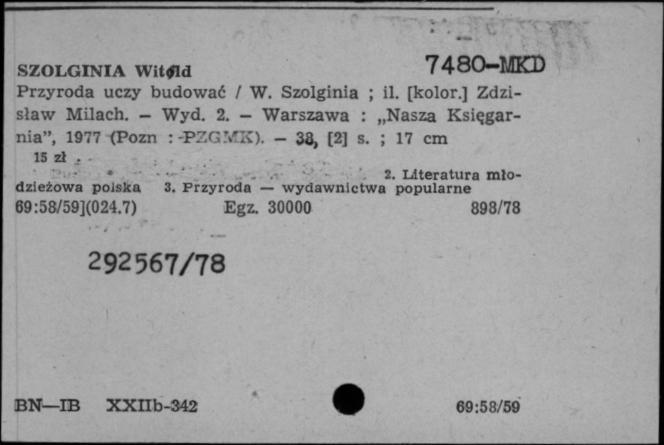 7480-MKD
SZOLGINIA Witold
Przyroda uczy budować / W. Szolginia ; il. [kolor.] Zdzi-
sław Milach. — Wyd. 2. — Warszawa : „Nasza Księgar-
nia”, 1977 (Pozn : PZGMK). — 38, [2] s. ; 17 cm
15 zł
2. Literatura mło-
dzieżowa polska 3. Przyroda — wydawnictwa popularne
69:58/59](024.7) Egz. 30000 898/78
292567/78
BN—IB XXIIb-342 69:58/59